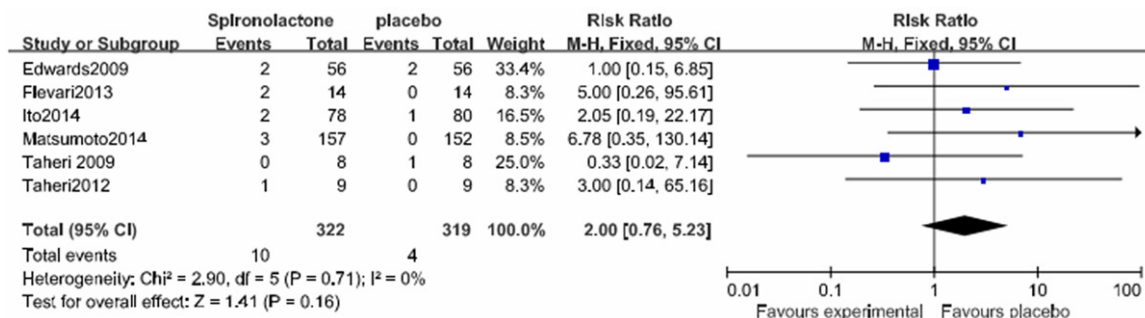 Spironolactone placebo Risk Ratio Risk Ratio
Study or Subgroup Events Total Events Total Weight M-H, Fixed, 95% CI M-H, Fixed, 95% CI
Edwards2009 2 56 2 56 33.4% 1.00 [0.15, 6.85]
Flevari2013 2 14 0 14 8.3% 5.00 [0.26, 95.61]
Ito2014 2 78 1 80 16.5% 2.05 [0.19, 22.17]
Matsumoto2014 3 157 0 152 8.5% 6.78 [0.35, 130.14]
Taheri 2009 0 8 1 8 25.0% 0.33 [0.02, 7.14]
Taheri2012 1 9 0 9 8.3% 3.00 [0.14, 65.16]
Total (95% CI) 322 319 100.0% 2.00 [0.76, 5.23]
Total events 10 4
Heterogeneity: Chi² = 2.90, df = 5 (P = 0.71); I² = 0%
Test for overall effect: Z = 1.41 (P = 0.16)
0.01 0.1 1 10 100
Favours experimental Favours placebo